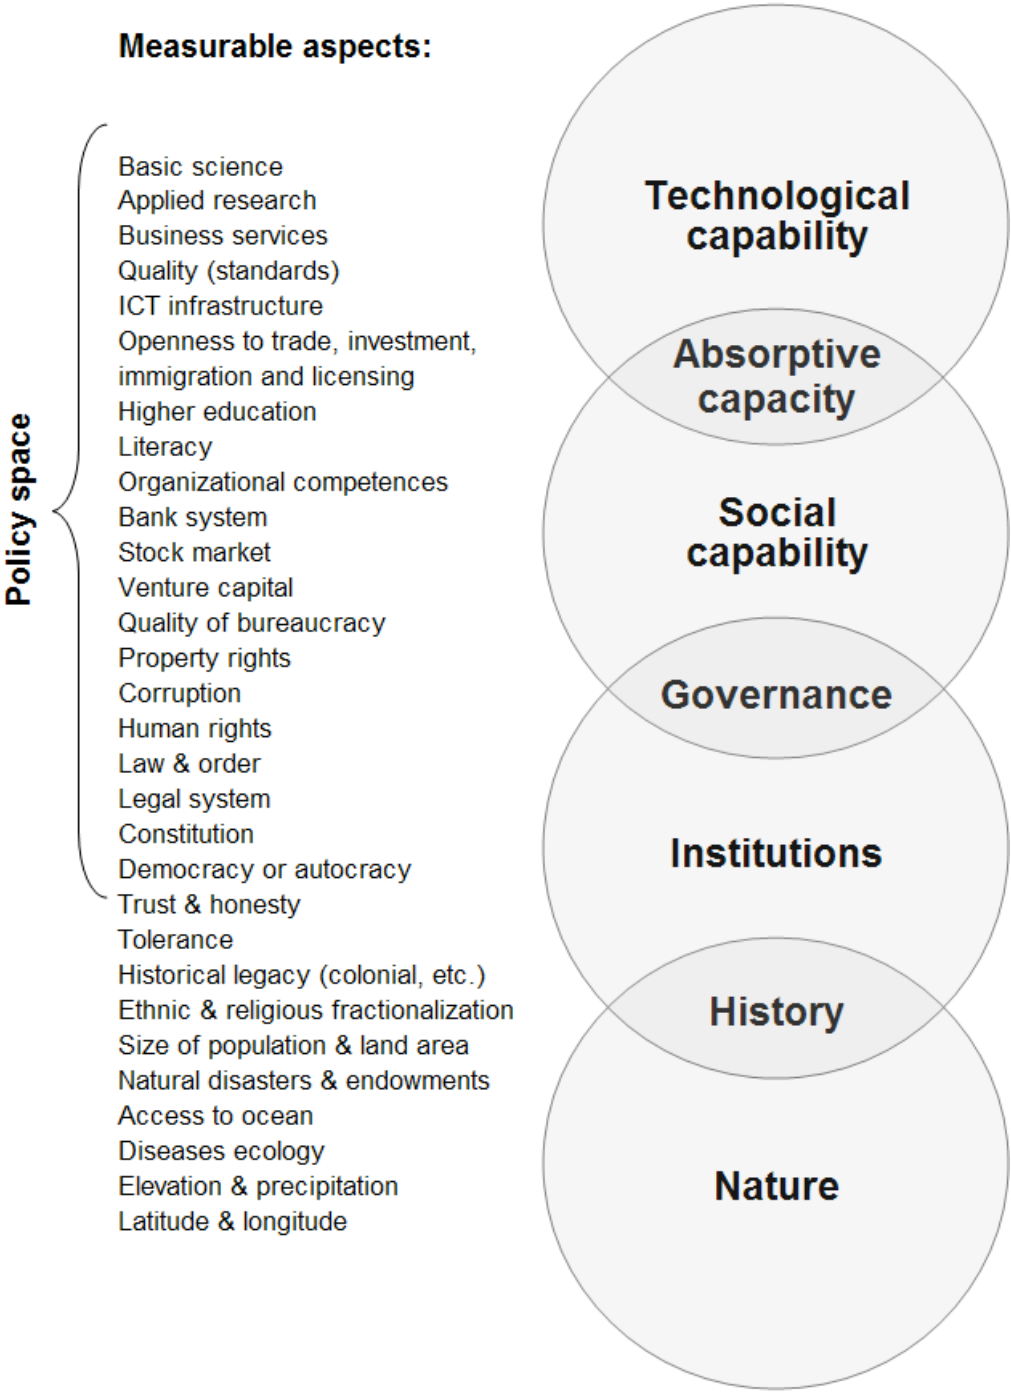 Measurable aspects:
Policy space
Basic science
Applied research
Business services
Quality (standards)
ICT infrastructure
Openness to trade, investment,
immigration and licensing
Higher education
Literacy
Organizational competences
Bank system
Stock market
Venture capital
Quality of bureaucracy
Property rights
Corruption
Human rights
Law & order
Legal system
Constitution
Democracy or autocracy
Trust & honesty
Tolerance
Historical legacy (colonial, etc.)
Ethnic & religious fractionalization
Size of population & land area
Natural disasters & endowments
Access to ocean
Diseases ecology
Elevation & precipitation
Latitude & longitude
Technological
capability
Absorptive
capacity
Social
capability
Governance
Institutions
History
Nature